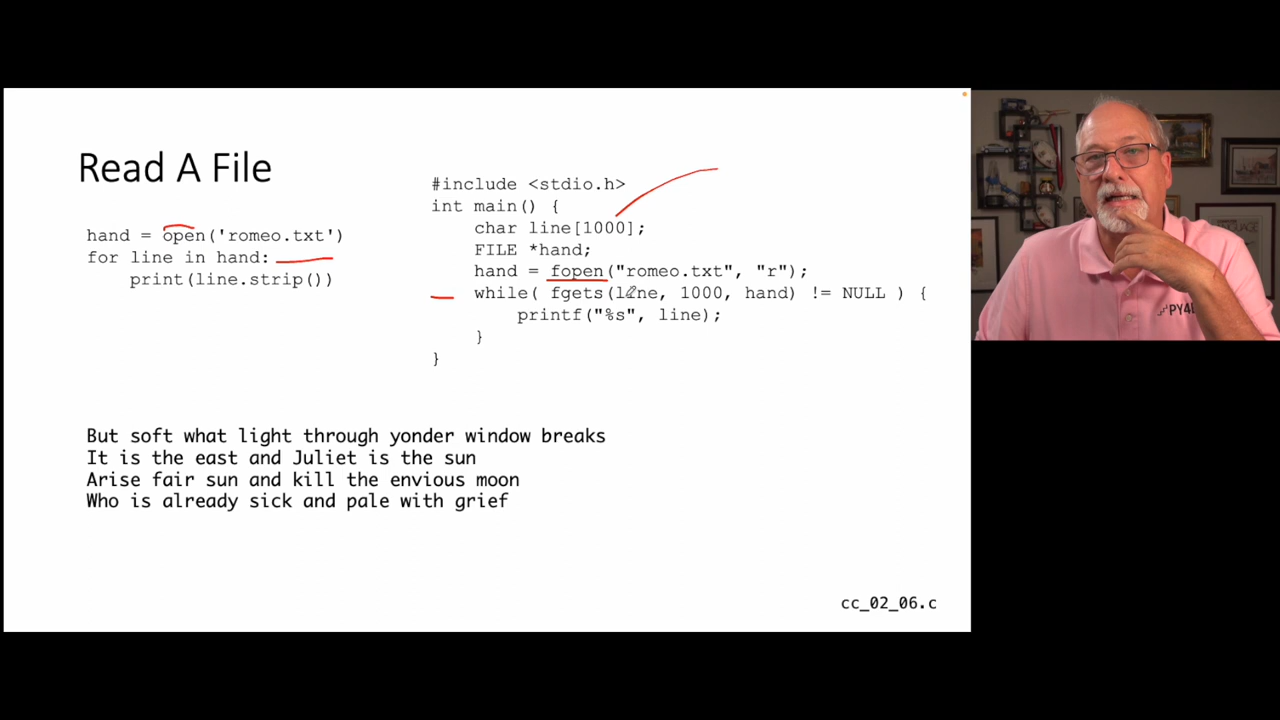 Read A File
hand = open('romeo.txt')
for line in hand:
    print(line.strip())
#include <stdio.h>
int main() {
    char line[1000];
    FILE *hand;
    hand = fopen("romeo.txt", "r");
    while( fgets(line, 1000, hand) != NULL ) {
        printf("%s", line);
    }
}
But soft what light through yonder window breaks
It is the east and Juliet is the sun
Arise fair sun and kill the envious moon
Who is already sick and pale with grief
cc_02_06.c